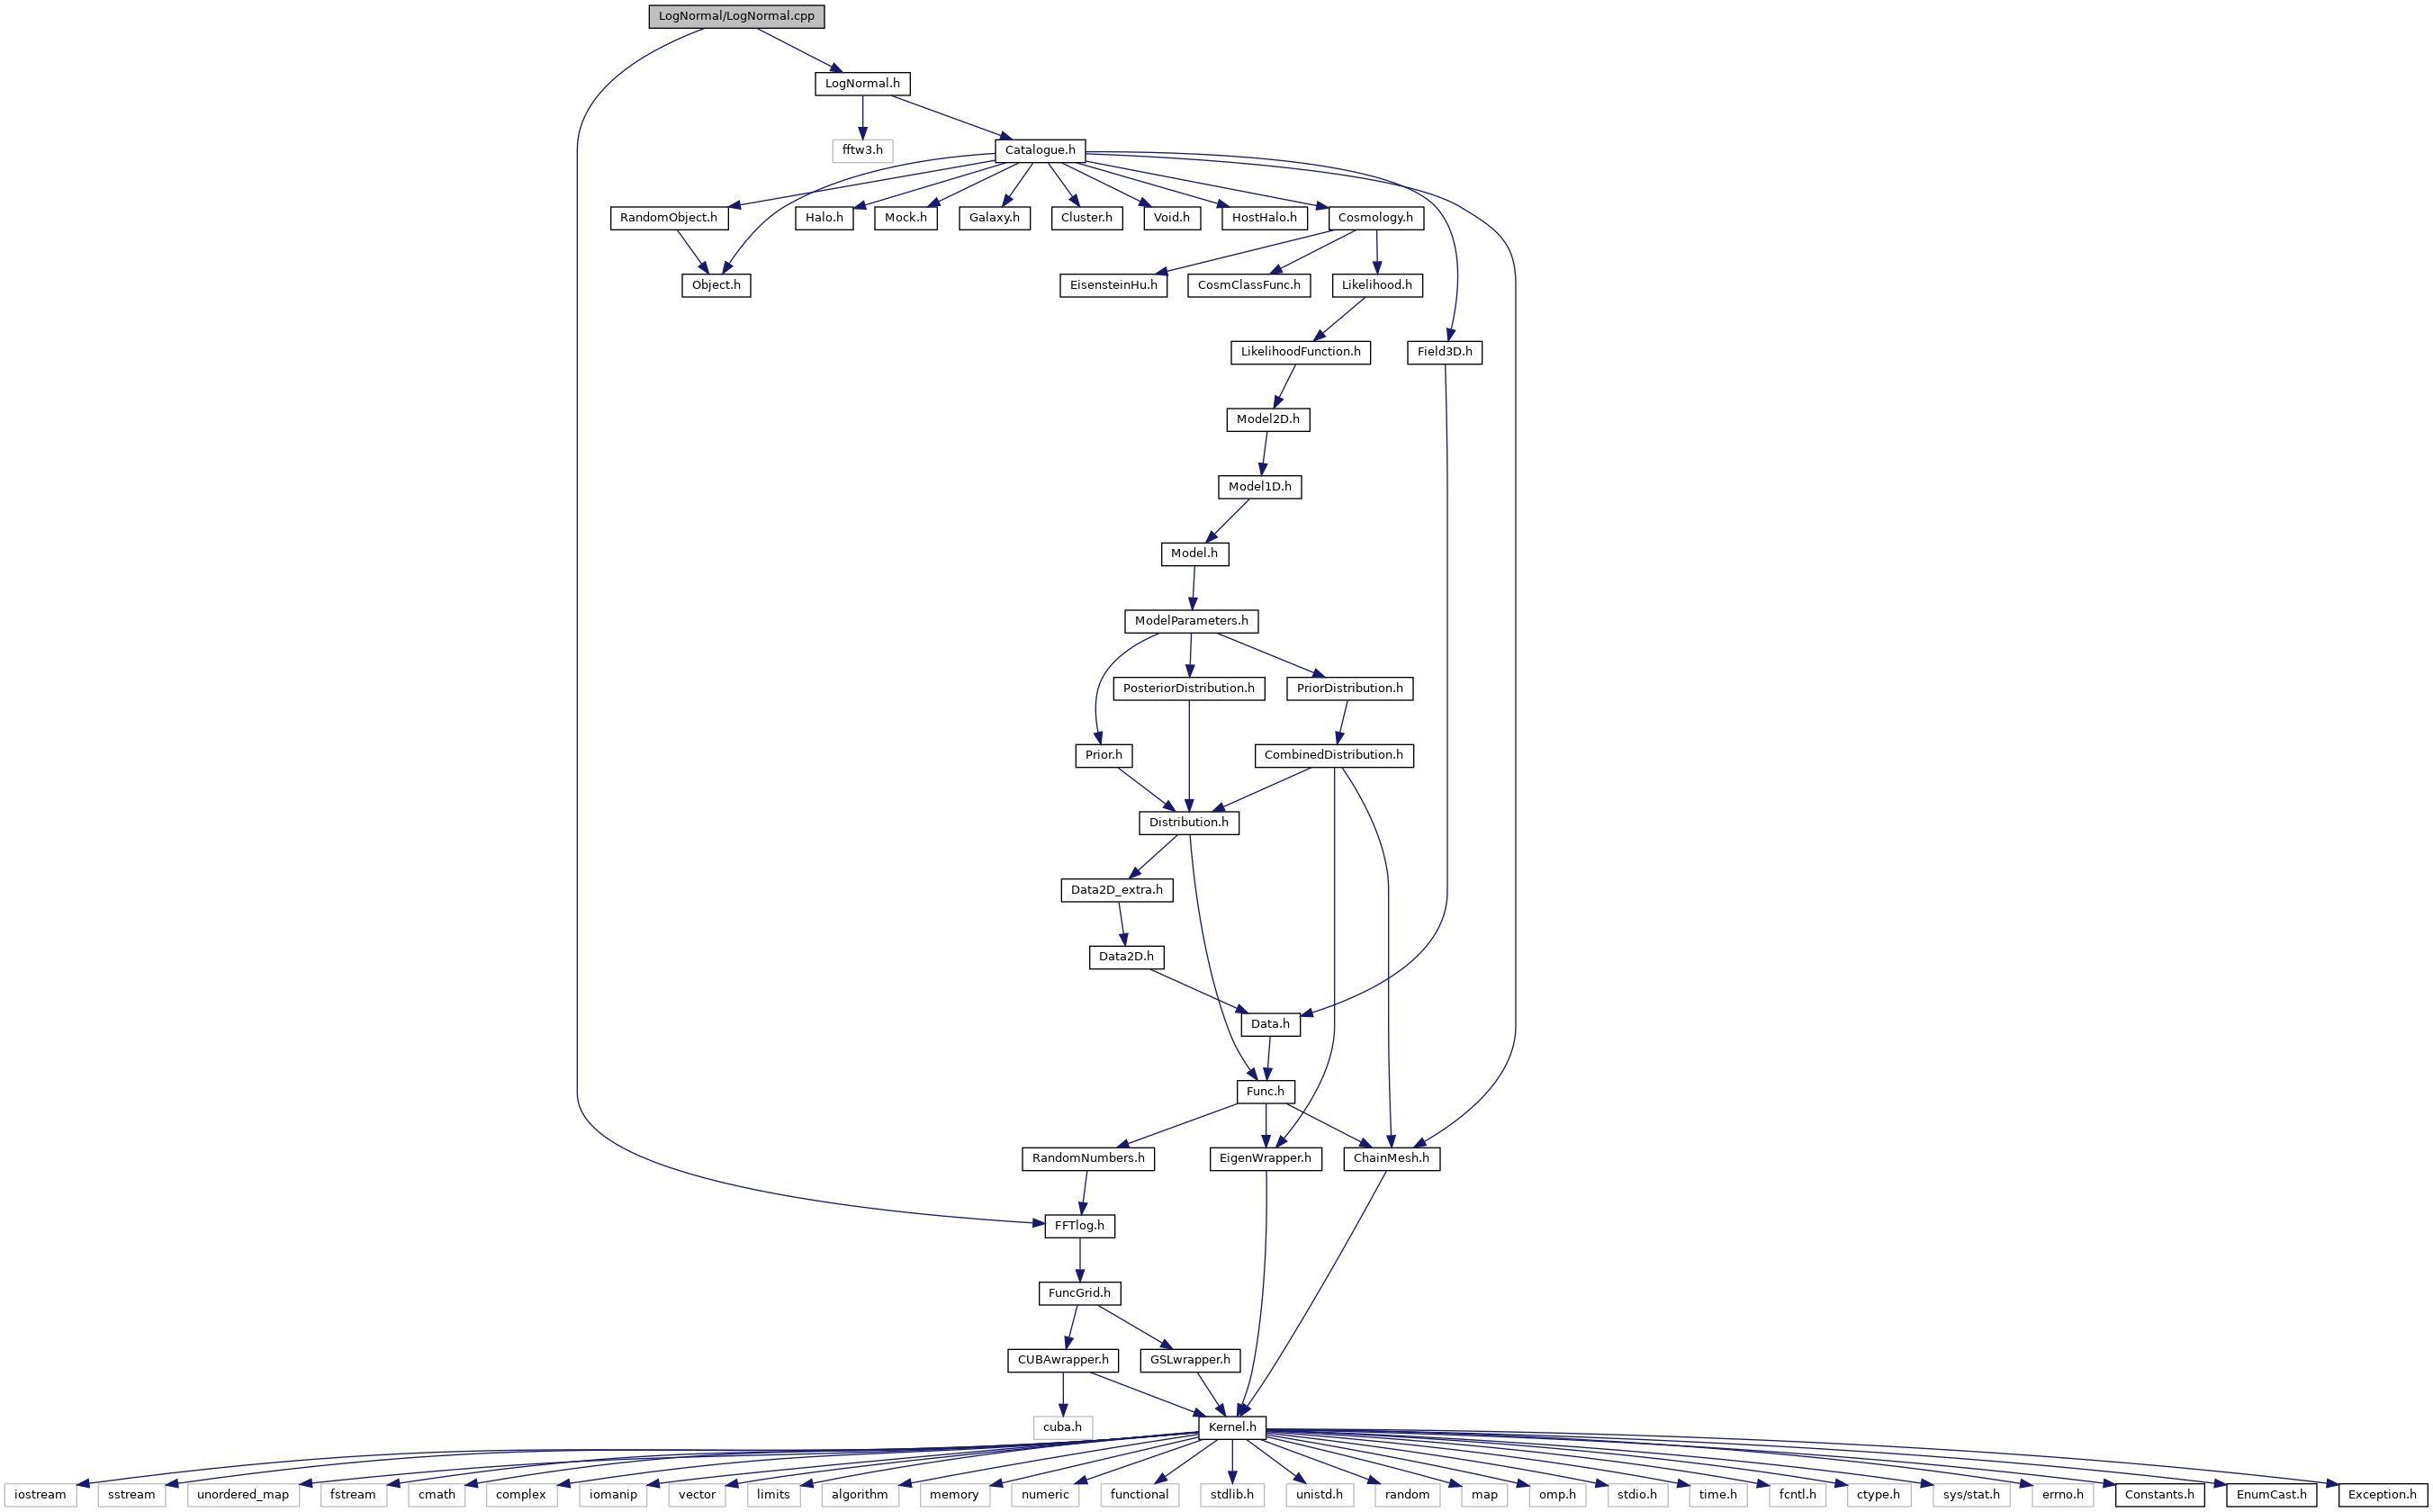 LogNormal/LogNormal.cpp
LogNormal.h
fftw3.h
Catalogue.h
RandomObject.h
Halo.h
Mock.h
Galaxy.h
Cluster.h
Void.h
HostHalo.h
Cosmology.h
Object.h
EisensteinHu.h
CosmClassFunc.h
Likelihood.h
LikelihoodFunction.h
Field3D.h
Model2D.h
Model1D.h
Model.h
ModelParameters.h
PosteriorDistribution.h
PriorDistribution.h
Prior.h
CombinedDistribution.h
Distribution.h
Data2D_extra.h
Data2D.h
Data.h
Func.h
RandomNumbers.h
EigenWrapper.h
ChainMesh.h
FFTlog.h
FuncGrid.h
CUBAwrapper.h
GSLwrapper.h
cuba.h
Kernel.h
iostream
sstream
unordered_map
fstream
cmath
complex
iomanip
vector
limits
algorithm
memory
numeric
functional
stdlib.h
unistd.h
random
map
omp.h
stdio.h
time.h
fcntl.h
ctype.h
sys/stat.h
errno.h
Constants.h
EnumCast.h
Exception.h